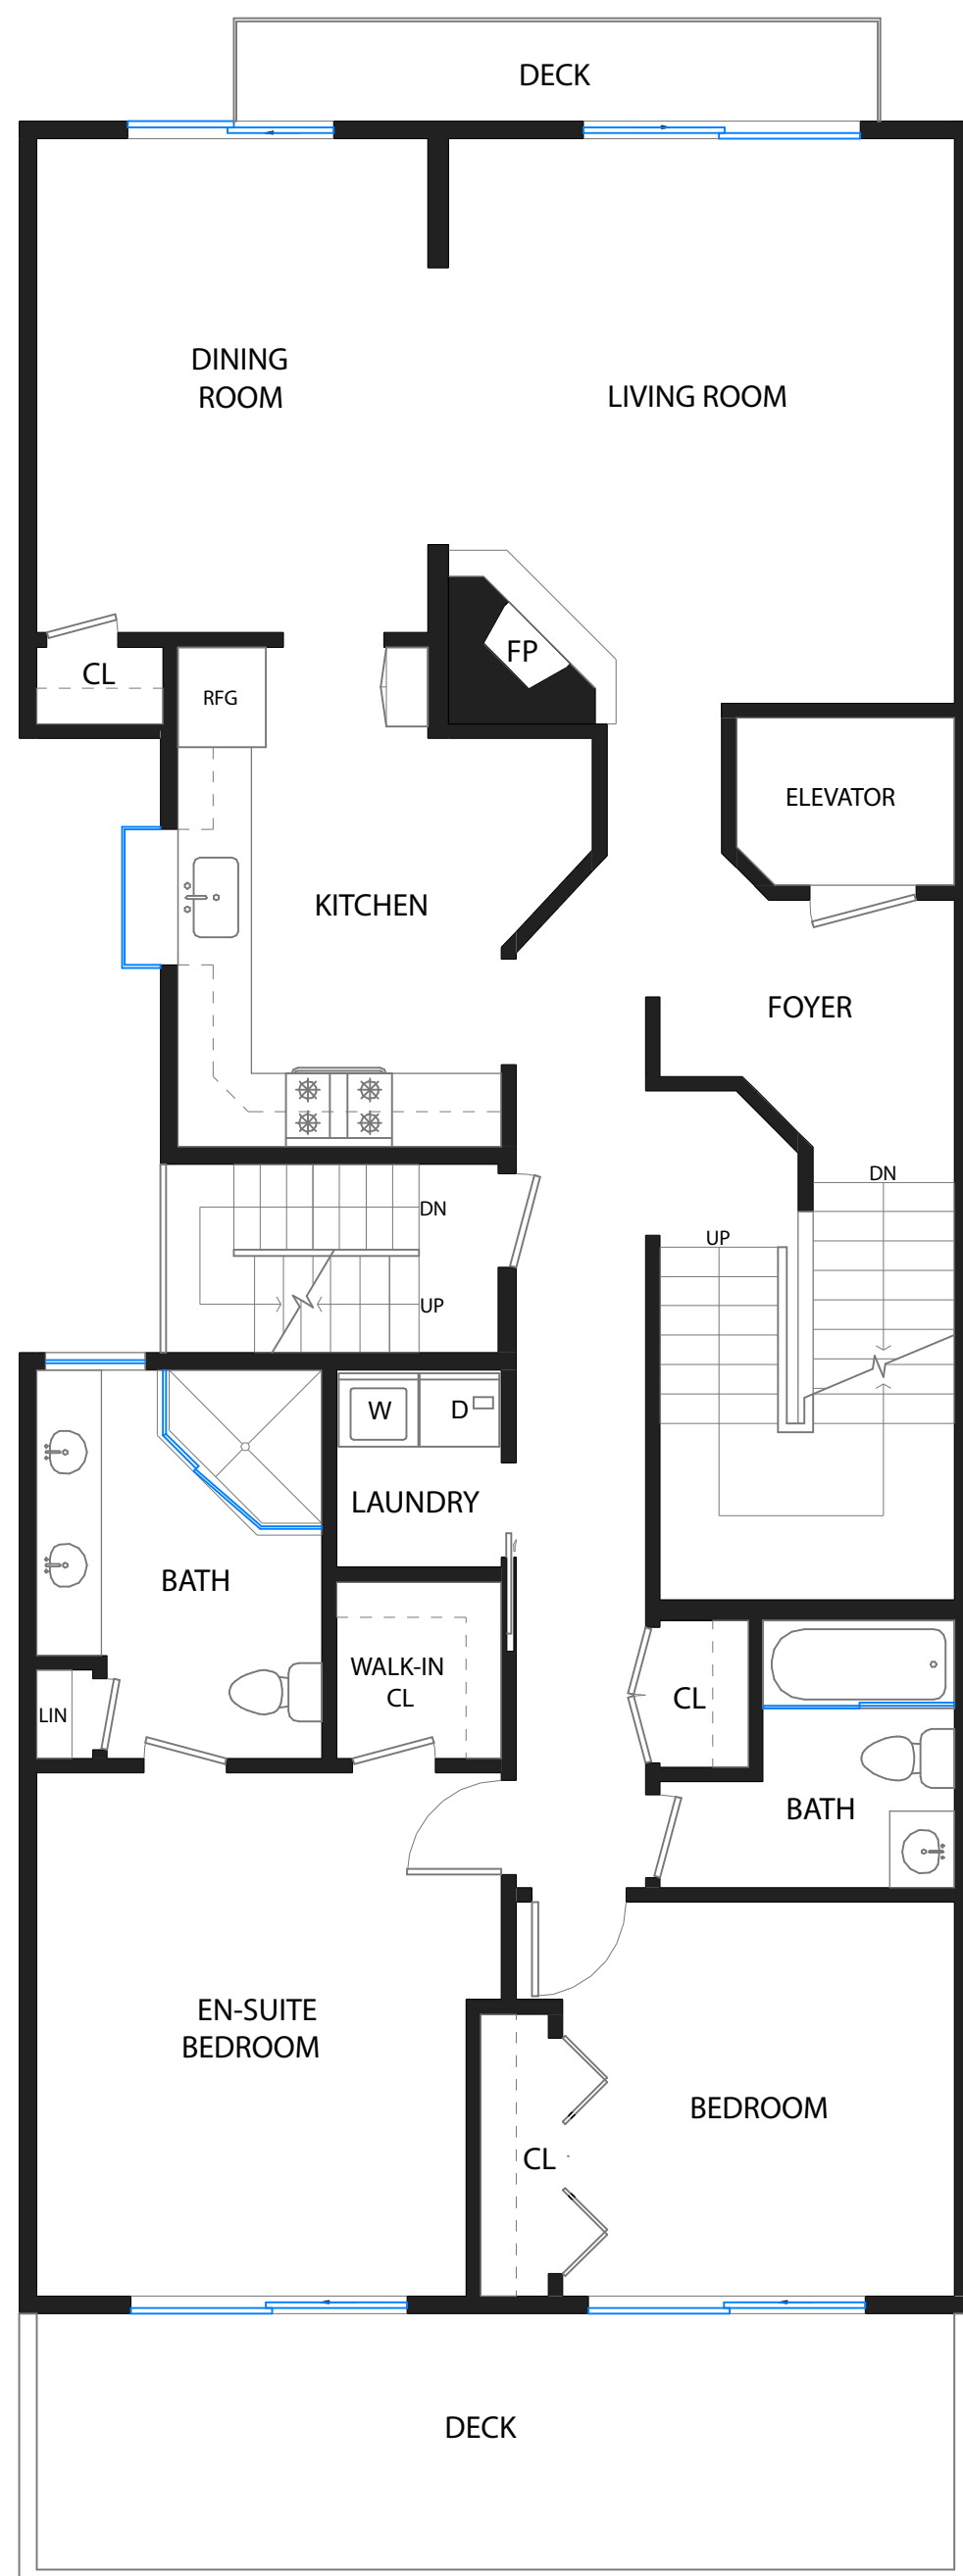 DECK
DINING
ROOM
LIVING ROOM
FP
CL
RFG
ELEVATOR
KITCHEN
FOYER
DN
DN
UP
UP
W
D
LAUNDRY
BATH
WALK-IN
CL
CL
LIN
BATH
EN-SUITE
BEDROOM
BEDROOM
CL
DECK